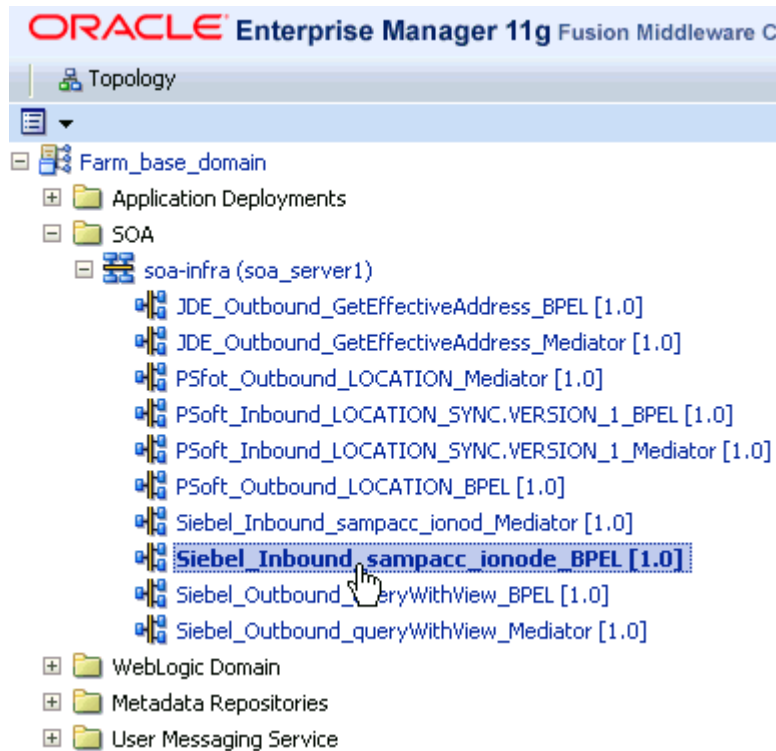 ORACLE Enterprise Manager 11g Fusion Middleware C
Topology
Farm_base_domain
Application Deployments
SOA
soa-infra (soa_server1)
JDE_Outbound_GetEffectiveAddress_BPEL [1.0]
JDE_Outbound_GetEffectiveAddress_Mediator [1.0]
PSfot_Outbound_LOCATION_Mediator [1.0]
PSoft_Inbound_LOCATION_SYNC.VERSION_1_BPEL [1.0]
PSoft_Inbound_LOCATION_SYNC.VERSION_1_Mediator [1.0]
PSoft_Outbound_LOCATION_BPEL [1.0]
Siebel_Inbound_sampacc_ionod_Mediator [1.0]
Siebel_Inbound_sampacc_ionode_BPEL [1.0]
Siebel_Outbound_queryWithView_BPEL [1.0]
Siebel_Outbound_queryWithView_Mediator [1.0]
WebLogic Domain
Metadata Repositories
User Messaging Service